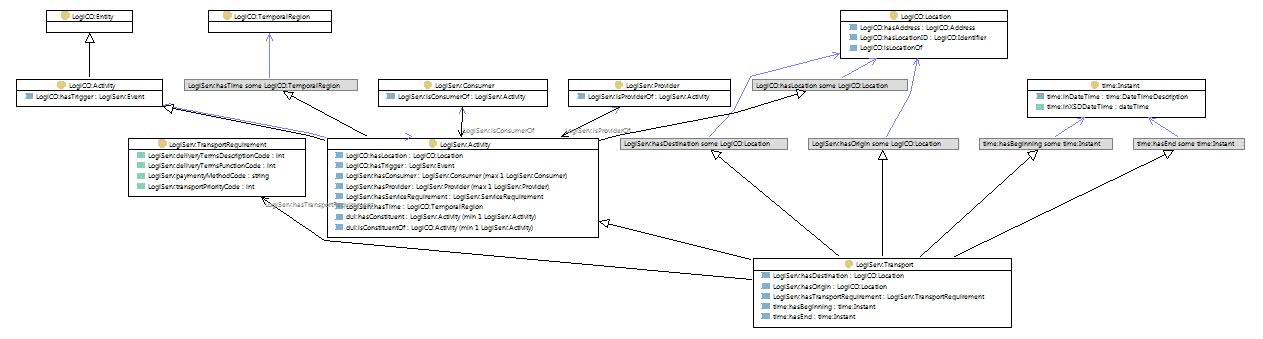 LogiCO:Entity
LogiCO:TemporalRegion
LogiCO:Location
LogiCO:hasAddress : LogiCO:Address
LogiCO:hasLocationID : LogiCO:Identifier
LogiCO:isLocationOf
LogiCO:Activity
LogiCO:hasTrigger : LogiServ:Event
LogiServ:hasTime some LogiCO:TemporalRegion
LogiServ:Consumer
LogiServ:isConsumerOf : LogiServ:Activity
LogiServ:Provider
LogiServ:isProviderOf : LogiServ:Activity
LogiCO:hasLocation some LogiCO:Location
time:Instant
time:inDateTime : time:DateTimeDescription
time:inXSDDateTime : dateTime
LogiServ:isConsumerOf
LogiServ:isProviderOf
LogiServ:TransportRequirement
LogiServ:deliveryTermsDescriptionCode : int
LogiServ:deliveryTermsFunctionCode : int
LogiServ:paymentyMethodCode : string
LogiServ:transportPriorityCode : int
LogiServ:Activity
LogiCO:hasLocation : LogiCO:Location
LogiCO:hasTrigger : LogiServ:Event
LogiServ:hasConsumer : LogiServ:Consumer (max 1 LogiServ:Consumer)
LogiServ:hasProvider : LogiServ:Provider (max 1 LogiServ:Provider)
LogiServ:hasServiceRequirement : LogiServ:ServiceRequirement
LogiServ:hasTime : LogiCO:TemporalRegion
dul:hasConstituent : LogiServ:Activity (min 1 LogiServ:Activity)
dul:isConstituentOf : LogiCO:Activity (min 1 LogiServ:Activity)
LogiServ:hasDestination some LogiCO:Location
LogiServ:hasOrigin some LogiCO:Location
time:hasBeginning some time:Instant
time:hasEnd some time:Instant
LogiServ:hasTransportRequirement
LogiServ:Transport
LogiServ:hasDestination : LogiCO:Location
LogiServ:hasOrigin : LogiCO:Location
LogiServ:hasTransportRequirement : LogiServ:TransportRequirement
time:hasBeginning : time:Instant
time:hasEnd : time:Instant